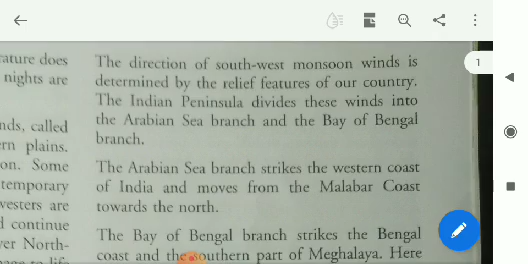 1
ature does
nights are
nds, called
rn plains.
on. Some
temporary
vesters are
continue
er North-
The direction of south-west monsoon winds is
determined by the relief features of our country.
The Indian Peninsula divides these winds into
the Arabian Sea branch and the Bay of Bengal
branch.
The Arabian Sea branch strikes the western coast
of India and moves from the Malabar Coast
towards the north.
The Bay of Bengal branch strikes the Bengal
coast and the southern part of Meghalaya. Here